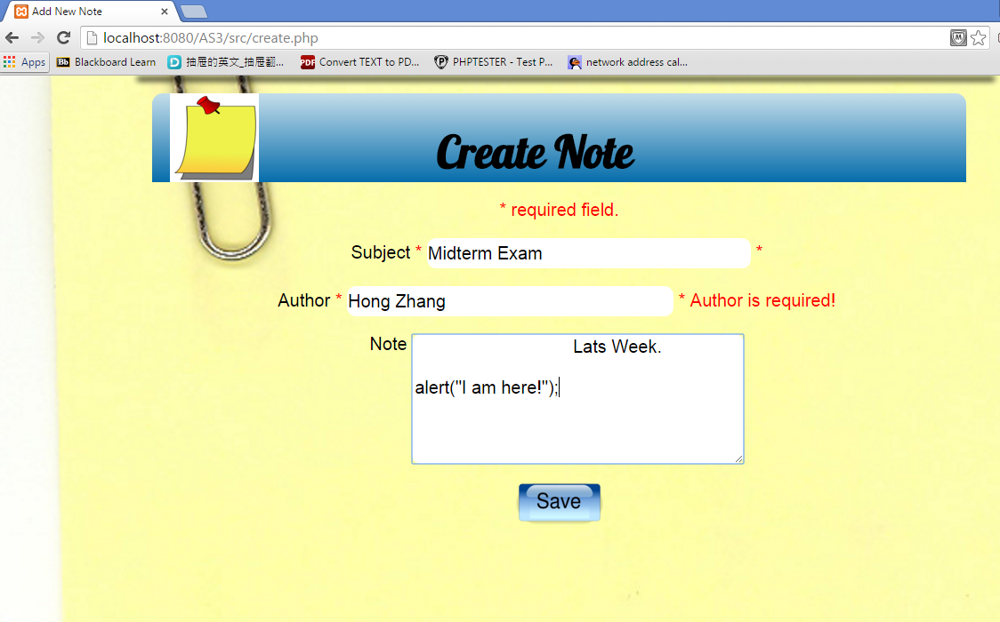 Add New Note
localhost:8080/AS3/src/create.php
Apps Bb Blackboard Learn D 抽屉的英文_抽屉翻... PDF Convert TEXT to PD... P PHPTESTER - Test P... network address cal...
Create Note
* required field.
Subject * Midterm Exam *
Author * Hong Zhang * Author is required!
Note Lats Week.
alert("I am here!");
Save